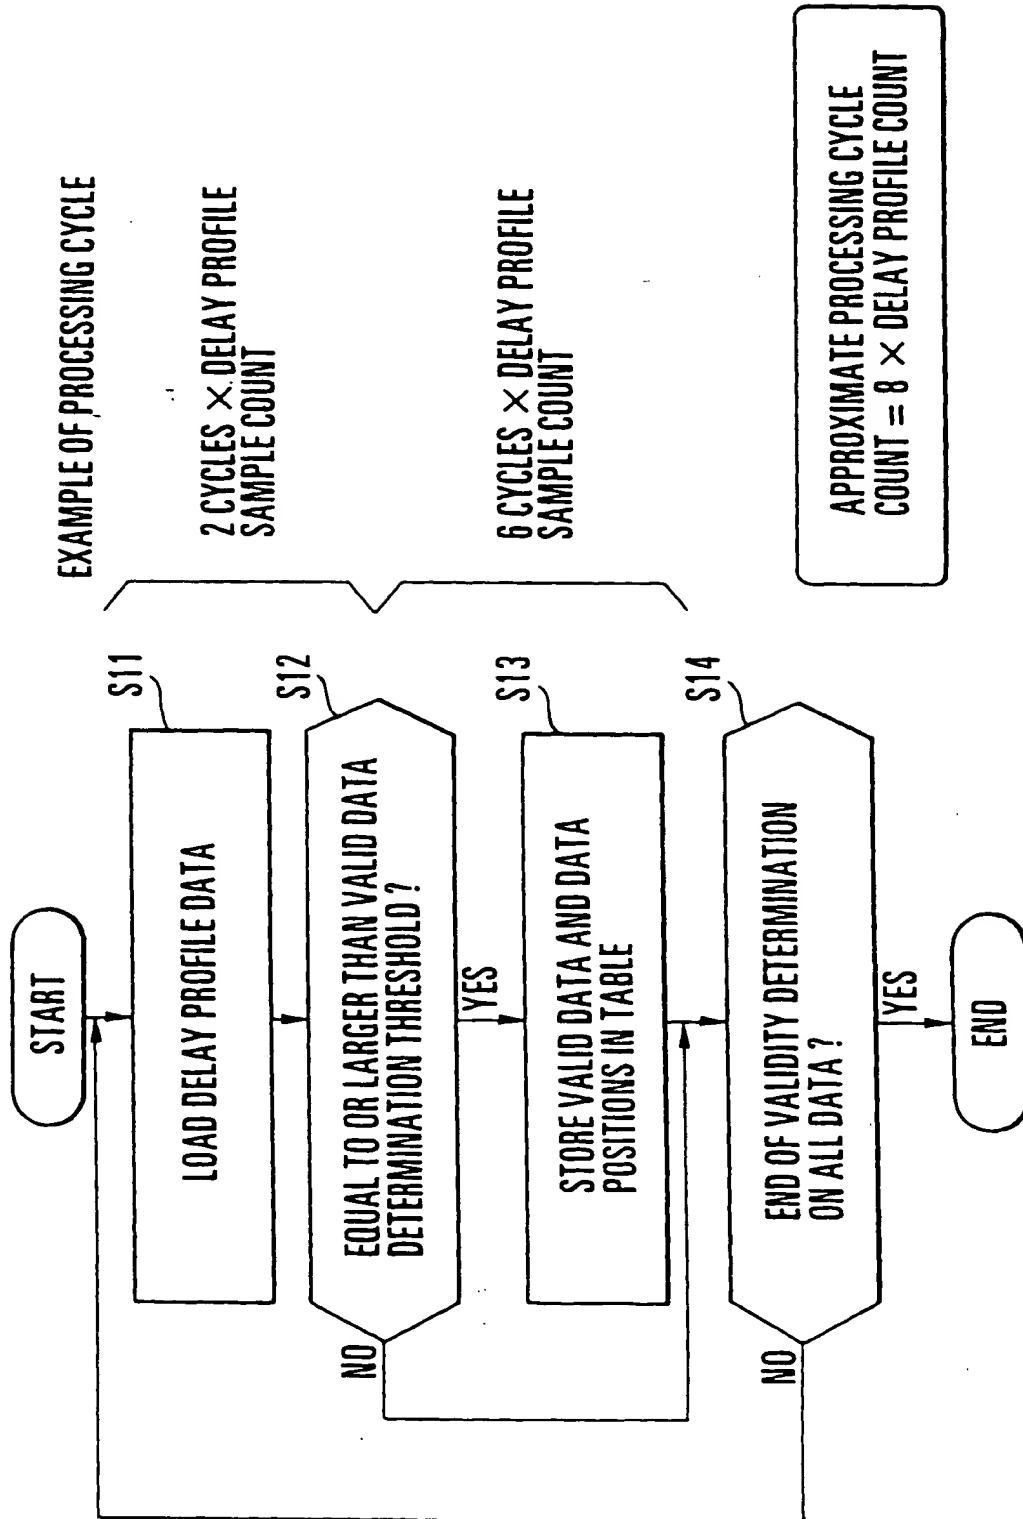 START
S11
LOAD DELAY PROFILE DATA
S12
EQUAL TO OR LARGER THAN VALID DATA
DETERMINATION THRESHOLD ?
NO
YES
S13
STORE VALID DATA AND DATA
POSITIONS IN TABLE
S14
END OF VALIDITY DETERMINATION
ON ALL DATA ?
NO
YES
END
EXAMPLE OF PROCESSING CYCLE
2 CYCLES × DELAY PROFILE
SAMPLE COUNT
6 CYCLES × DELAY PROFILE
SAMPLE COUNT
APPROXIMATE PROCESSING CYCLE
COUNT = 8 × DELAY PROFILE COUNT